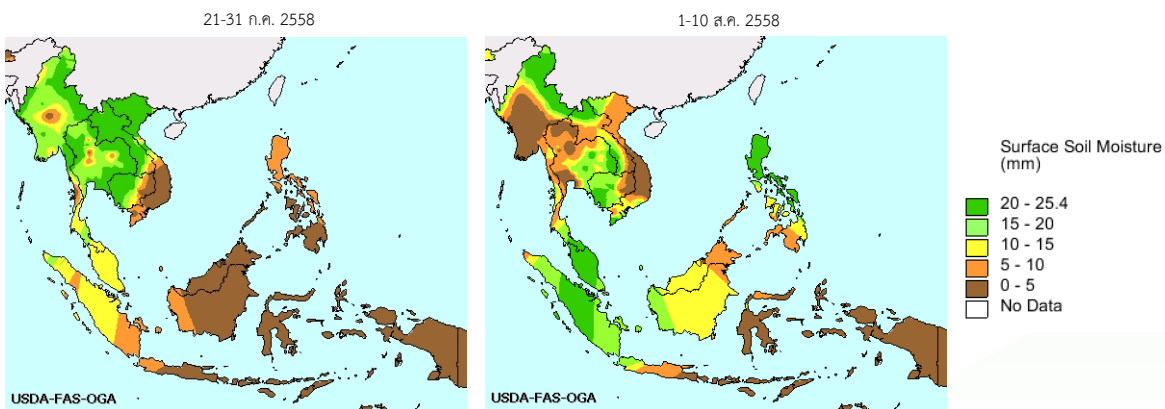 21-31 ก.ค. 2558
1-10 ส.ค. 2558
USDA-FAS-OGA
USDA-FAS-OGA
Surface Soil Moisture
(mm)
20 - 25.4
15 - 20
10 - 15
5 - 10
0 - 5
No Data